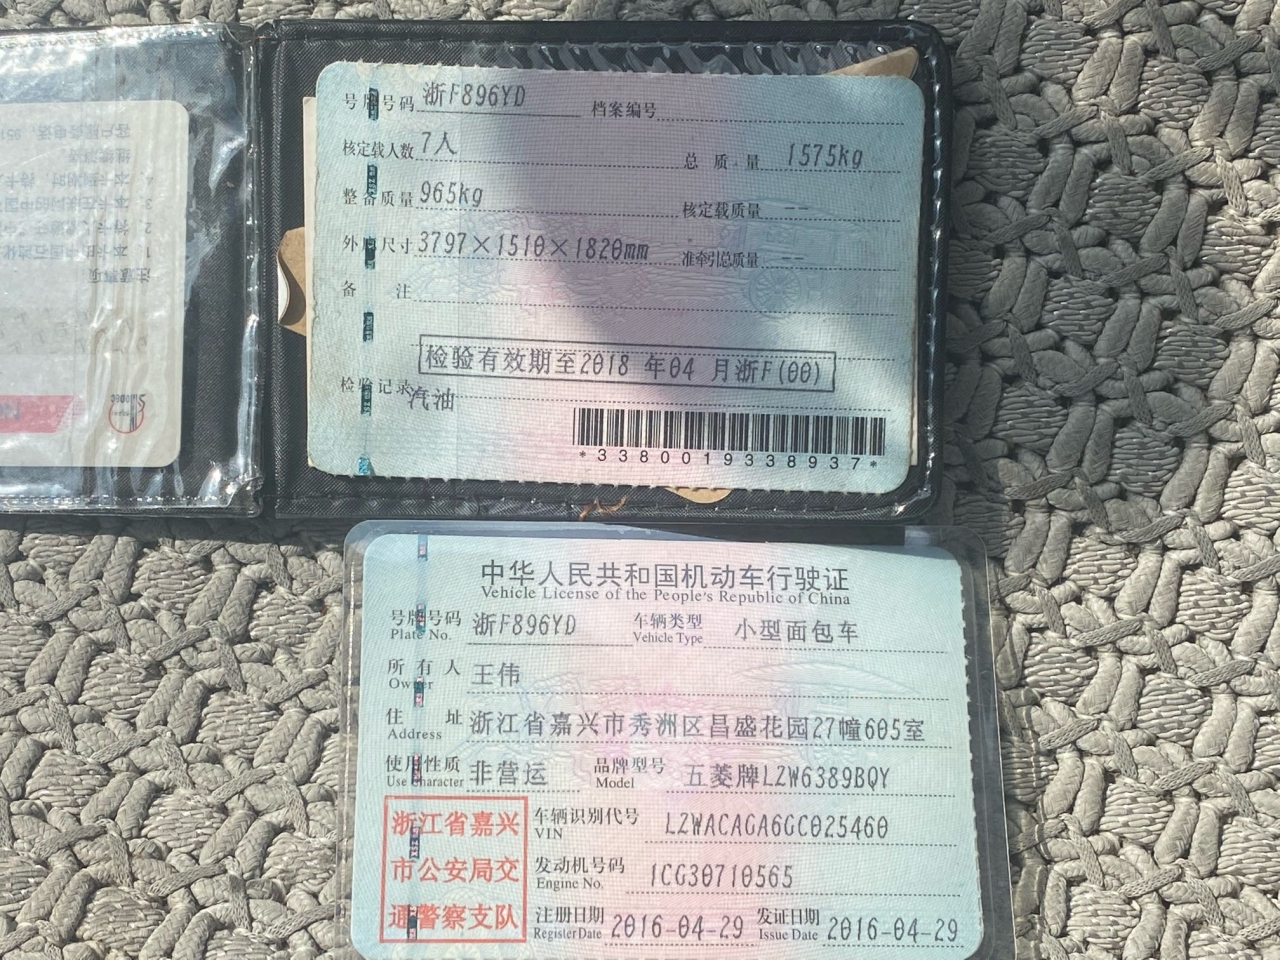 号牌号码 浙F896YD 档案编号
核定载人数 7人 总质量 1575kg
整备质量 965kg 核定载质量 --
外廓尺寸 3797×1510×1820mm 准牵引总质量 --
备注
检验有效期至2018 年04 月浙F(00)
检验记录 汽油
*3380019338937*
中华人民共和国机动车行驶证
Vehicle License of the People's Republic of China
号牌号码 浙F896YD 车辆类型 小型面包车
Plate No. Vehicle Type
所有人 王伟
Owner
住址 浙江省嘉兴市秀洲区昌盛花园27幢605室
Address
使用性质 非营运 品牌型号 五菱牌LZW6389BQY
Use Character Model
浙江省嘉兴
市公安局交
通警察支队
车辆识别代号 LZWACAGA6GC025460
VIN
发动机号码 1CG30710565
Engine No.
注册日期 2016-04-29 发证日期 2016-04-29
Register Date Issue Date
注意事项